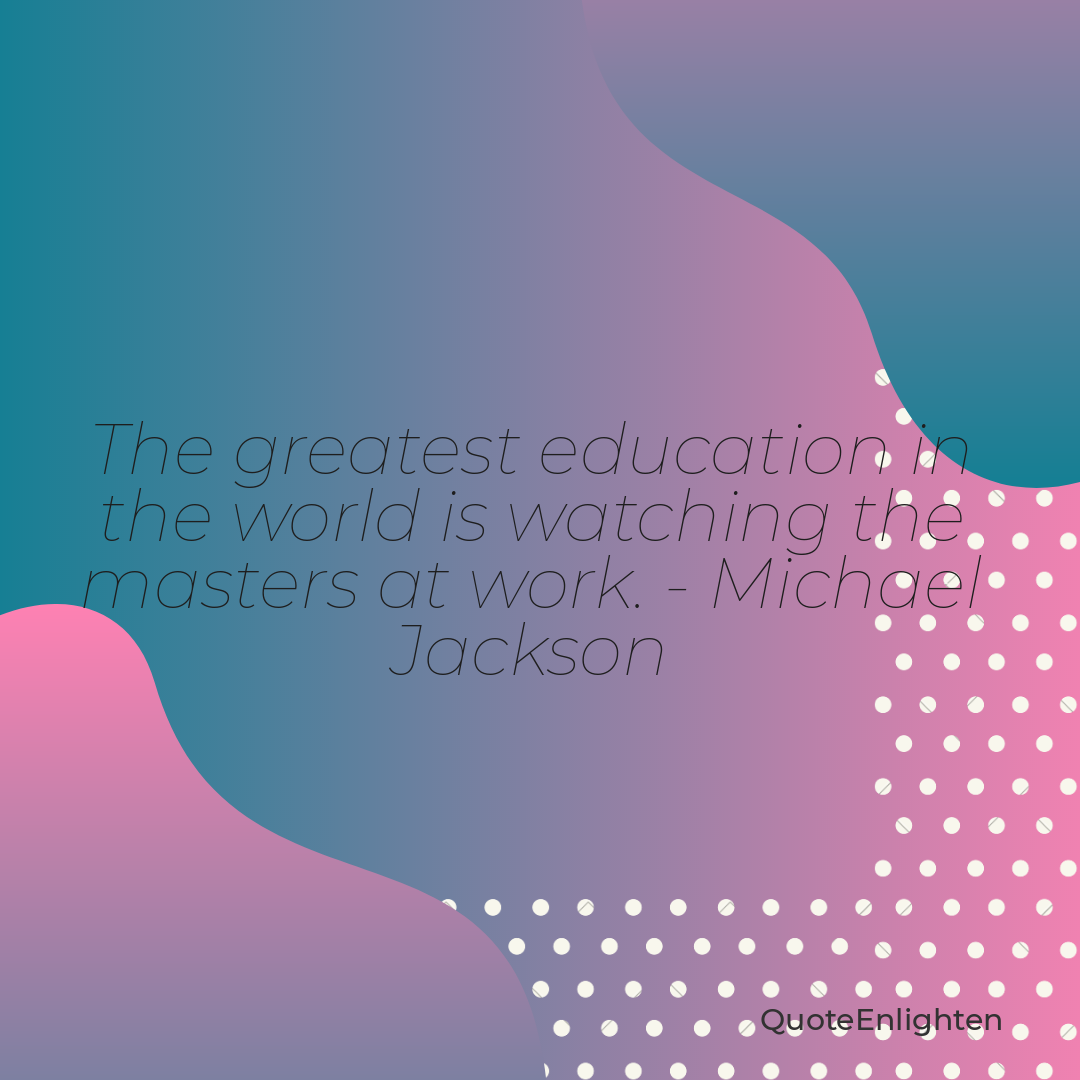 The greatest education in
the world is watching the
masters at work. - Michael
Jackson
QuoteEnlighten